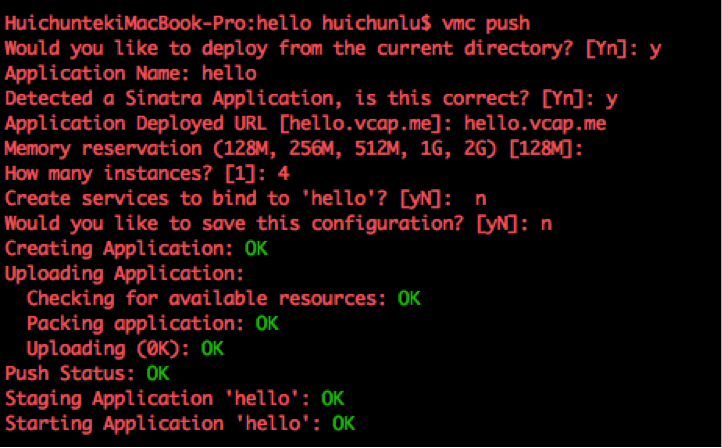 HuichuntekiMacBook-Pro:hello huichunlu$ vmc push
Would you like to deploy from the current directory? [Yn]: y
Application Name: hello
Detected a Sinatra Application, is this correct? [Yn]: y
Application Deployed URL [hello.vcap.me]: hello.vcap.me
Memory reservation (128M, 256M, 512M, 1G, 2G) [128M]:
How many instances? [1]: 4
Create services to bind to 'hello'? [yN]:  n
Would you like to save this configuration? [yN]: n
Creating Application: OK
Uploading Application:
  Checking for available resources: OK
  Packing application: OK
  Uploading (0K): OK
Push Status: OK
Staging Application 'hello': OK
Starting Application 'hello': OK